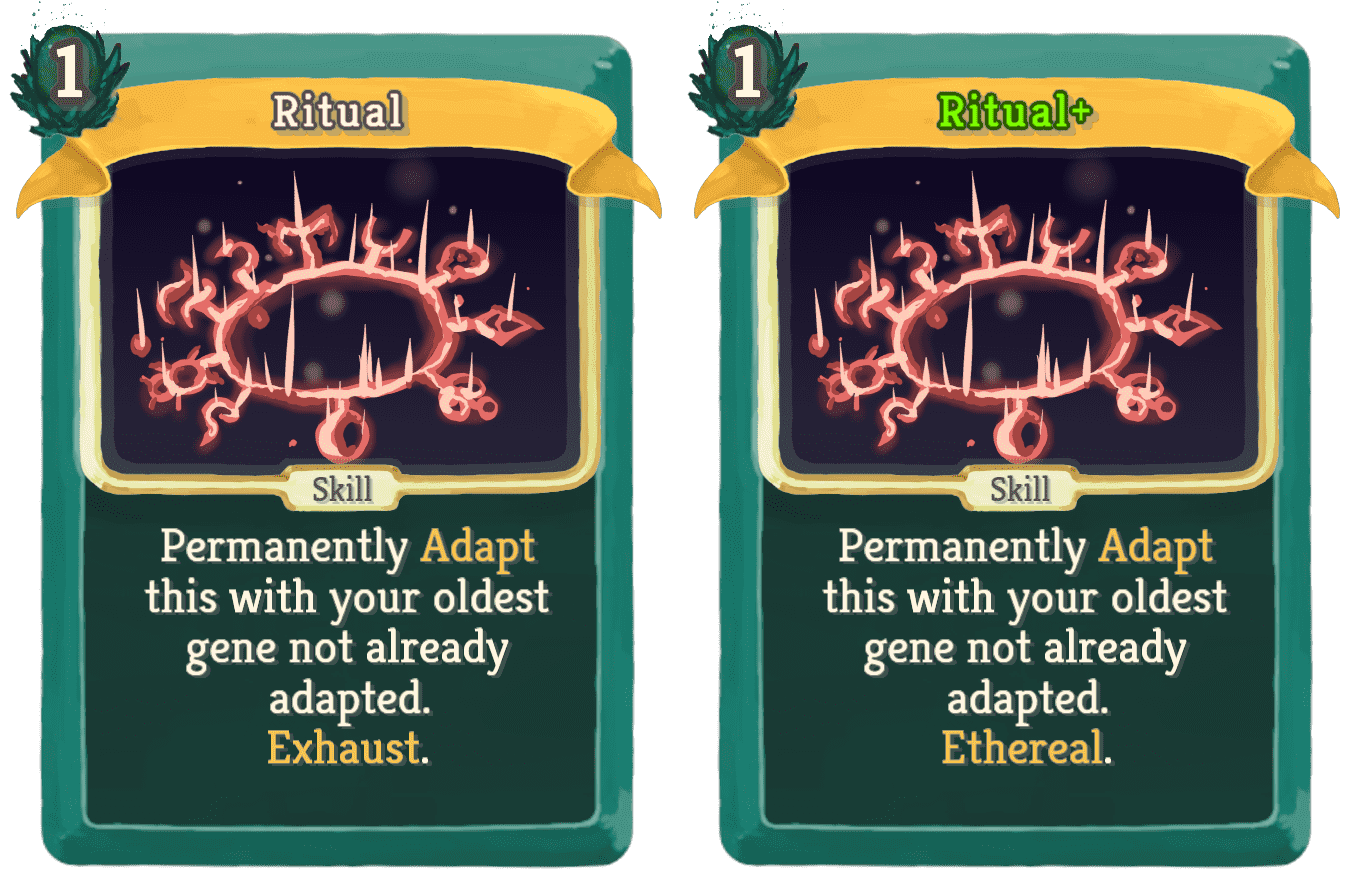 1
Ritual
Skill
Permanently Adapt
this with your oldest
gene not already
adapted.
Exhaust.
1
Ritual+
Skill
Permanently Adapt
this with your oldest
gene not already
adapted.
Ethereal.